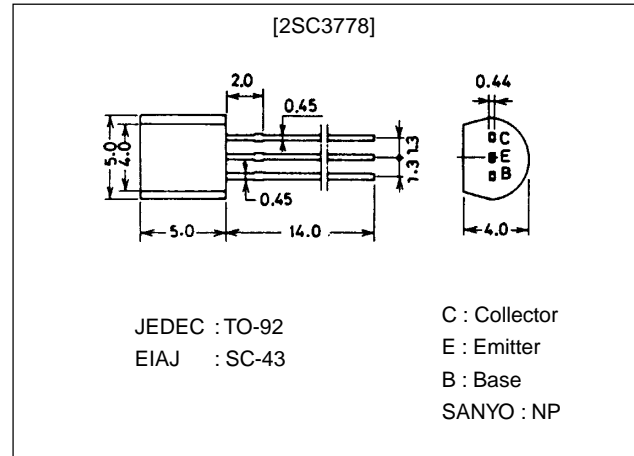 [2SC3778]
2.0
0.45
0.44
5.0
4.0
1.3
1.3
C
E
B
0.45
5.0
14.0
4.0
JEDEC : TO-92
EIAJ : SC-43
C : Collector
E : Emitter
B : Base
SANYO : NP